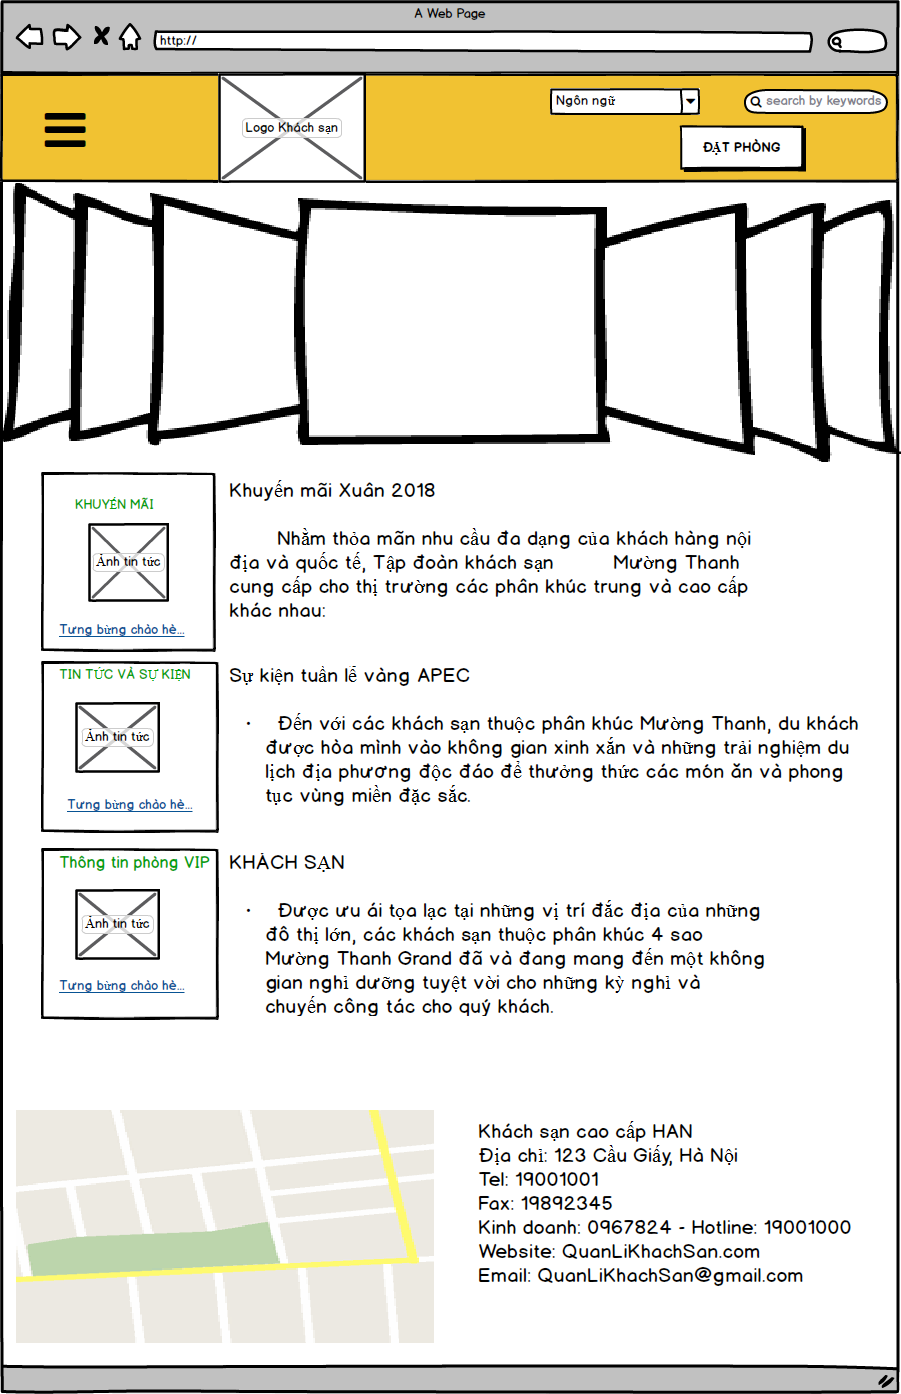 A Web Page
http://
Logo Khách sạn
Ngôn ngữ
search by keywords
ĐẶT PHÒNG
KHUYẾN MÃI
Ảnh tin tức
Tưng bừng chào hè...
Khuyến mãi Xuân 2018
Nhằm thỏa mãn nhu cầu đa dạng của khách hàng nội
địa và quốc tế, Tập đoàn khách sạn Mường Thanh
cung cấp cho thị trường các phân khúc trung và cao cấp
khác nhau:
TIN TỨC VÀ SỰ KIỆN
Ảnh tin tức
Tưng bừng chào hè...
Sự kiện tuần lễ vàng APEC
• Đến với các khách sạn thuộc phân khúc Mường Thanh, du khách
được hòa mình vào không gian xinh xắn và những trải nghiệm du
lịch địa phương độc đáo để thưởng thức các món ăn và phong
tục vùng miền đặc sắc.
Thông tin phòng VIP
Ảnh tin tức
Tưng bừng chào hè...
KHÁCH SẠN
• Được ưu ái tọa lạc tại những vị trí đắc địa của những
đô thị lớn, các khách sạn thuộc phân khúc 4 sao
Mường Thanh Grand đã và đang mang đến một không
gian nghỉ dưỡng tuyệt vời cho những kỳ nghỉ và
chuyến công tác cho quý khách.
Khách sạn cao cấp HAN
Địa chỉ: 123 Cầu Giấy, Hà Nội
Tel: 19001001
Fax: 19892345
Kinh doanh: 0967824 - Hotline: 19001000
Website: QuanLiKhachSan.com
Email: QuanLiKhachSan@gmail.com